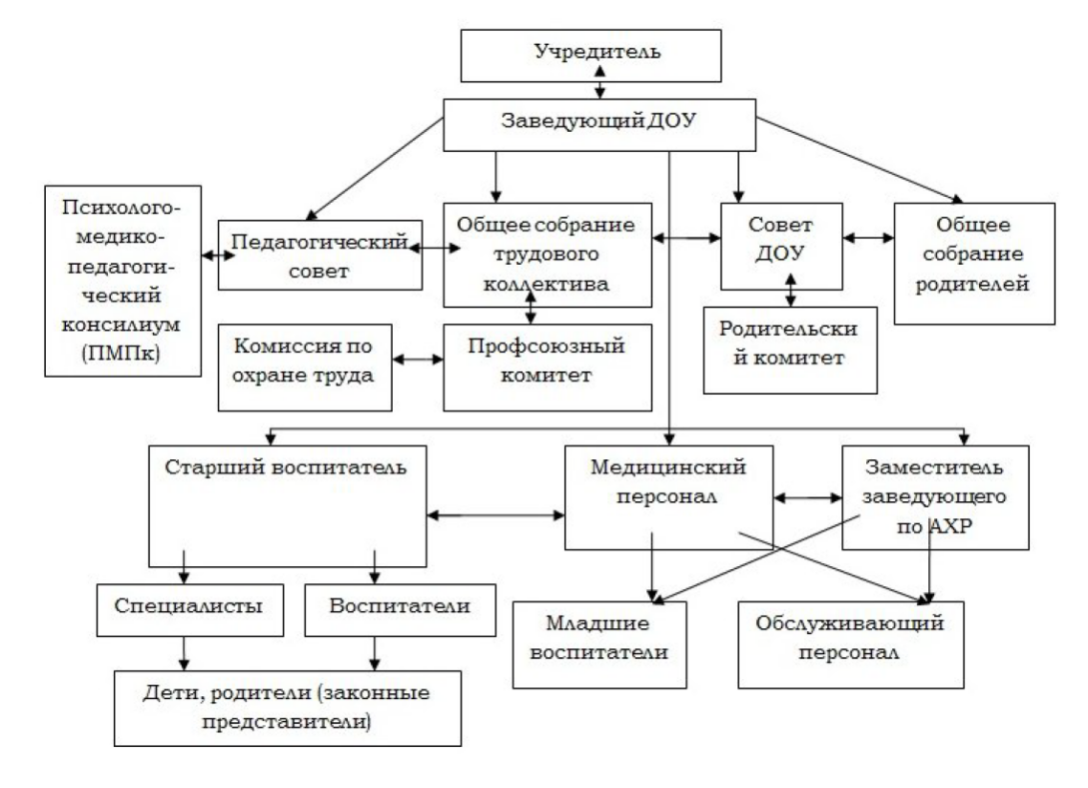 Учредитель
Заведующий ДОУ
Психолого-
медико-
педагоги-
ческий
консилиум
(ПМПк)
Педагогический
совет
Общее собрание
трудового
коллектива
Совет
ДОУ
Общее
собрание
родителей
Комиссия по
охране труда
Профсоюзный
комитет
Родительски
й комитет
Старший воспитатель
Медицинский
персонал
Заместитель
заведующего
по АХР
Специалисты
Воспитатели
Младшие
воспитатели
Обслуживающий
персонал
Дети, родители (законные
представители)